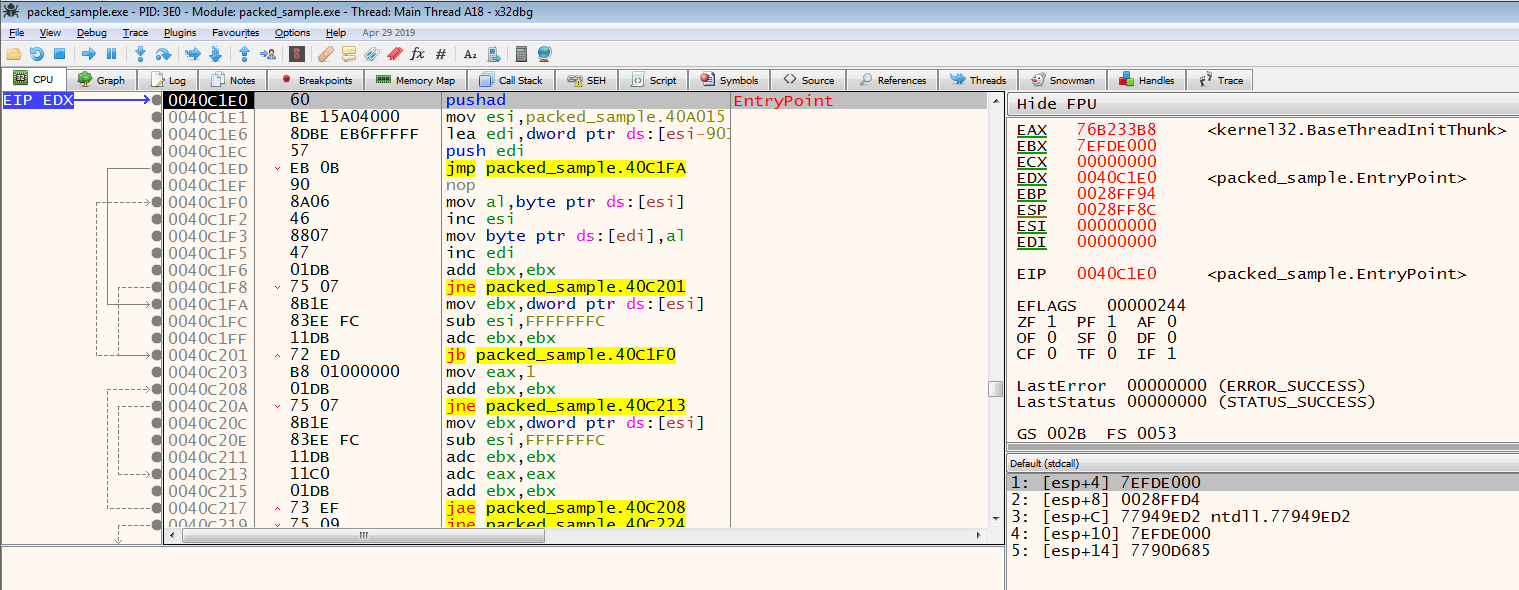 packed_sample.exe - PID: 3E0 - Module: packed_sample.exe - Thread: Main Thread A18 - x32dbg
File View Debug Trace Plugins Favourites Options Help Apr 29 2019
CPU Graph Log Notes Breakpoints Memory Map Call Stack SEH Script Symbols Source References Threads Snowman Handles Trace
EIP EDX 0040C1E0 60 pushad EntryPoint
0040C1E1 BE 15A04000 mov esi,packed_sample.40A015
0040C1E6 8DBE EB6FFFFF lea edi,dword ptr ds:[esi-901
0040C1EC 57 push edi
0040C1ED EB 0B jmp packed_sample.40C1FA
0040C1EF 90 nop
0040C1F0 8A06 mov al,byte ptr ds:[esi]
0040C1F2 46 inc esi
0040C1F3 8807 mov byte ptr ds:[edi],al
0040C1F5 47 inc edi
0040C1F6 01DB add ebx,ebx
0040C1F8 75 07 jne packed_sample.40C201
0040C1FA 8B1E mov ebx,dword ptr ds:[esi]
0040C1FC 83EE FC sub esi,FFFFFFFC
0040C1FF 11DB adc ebx,ebx
0040C201 72 ED jb packed_sample.40C1F0
0040C203 B8 01000000 mov eax,1
0040C208 01DB add ebx,ebx
0040C20A 75 07 jne packed_sample.40C213
0040C20C 8B1E mov ebx,dword ptr ds:[esi]
0040C20E 83EE FC sub esi,FFFFFFFC
0040C211 11DB adc ebx,ebx
0040C213 11C0 adc eax,eax
0040C215 01DB add ebx,ebx
0040C217 73 EF jae packed_sample.40C208
0040C219 75 09 jne packed_sample.40C224
Hide FPU
EAX 76B233B8 <kernel32.BaseThreadInitThunk>
EBX 7EFDE000
ECX 00000000
EDX 0040C1E0 <packed_sample.EntryPoint>
EBP 0028FF94
ESP 0028FF8C
ESI 00000000
EDI 00000000
EIP 0040C1E0 <packed_sample.EntryPoint>
EFLAGS 00000244
ZF 1 PF 1 AF 0
OF 0 SF 0 DF 0
CF 0 TF 0 IF 1
LastError 00000000 (ERROR_SUCCESS)
LastStatus 00000000 (STATUS_SUCCESS)
GS 002B FS 0053
Default (stdcall)
1: [esp+4] 7EFDE000
2: [esp+8] 0028FFD4
3: [esp+C] 77949ED2 ntdll.77949ED2
4: [esp+10] 7EFDE000
5: [esp+14] 7790D685